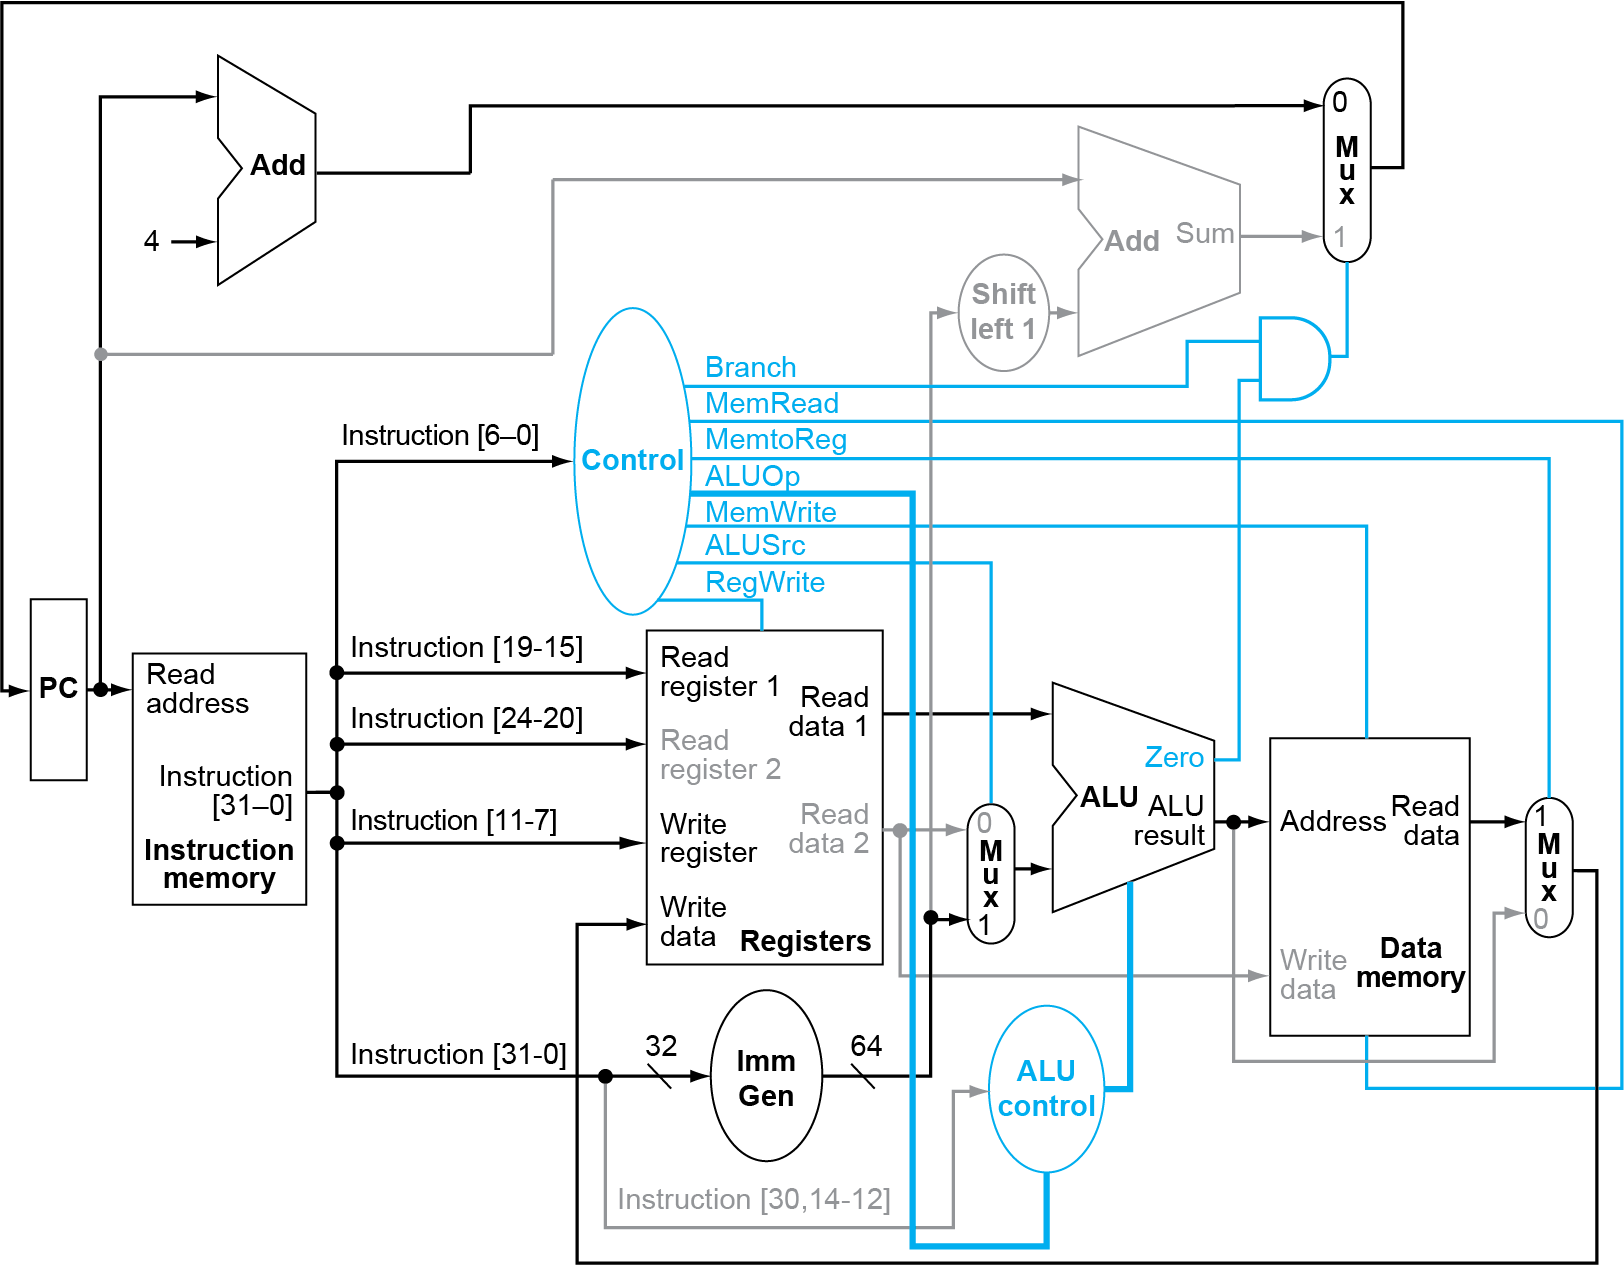 0
M
u
x
1
Add
4
Add
Sum
Shift
left 1
Branch
MemRead
MemtoReg
ALUOp
MemWrite
ALUSrc
RegWrite
Control
Instruction [6–0]
Instruction [19-15]
Instruction [24-20]
Instruction [11-7]
Instruction [31-0]
PC
Read
address
Instruction
[31–0]
Instruction
memory
Read
register 1
Read
register 2
Write
register
Write
data
Read
data 1
Read
data 2
Registers
0
M
u
x
1
Zero
ALU
ALU
result
Address
Read
data
Write
data
Data
memory
1
M
u
x
0
32
Imm
Gen
64
ALU
control
Instruction [30,14-12]